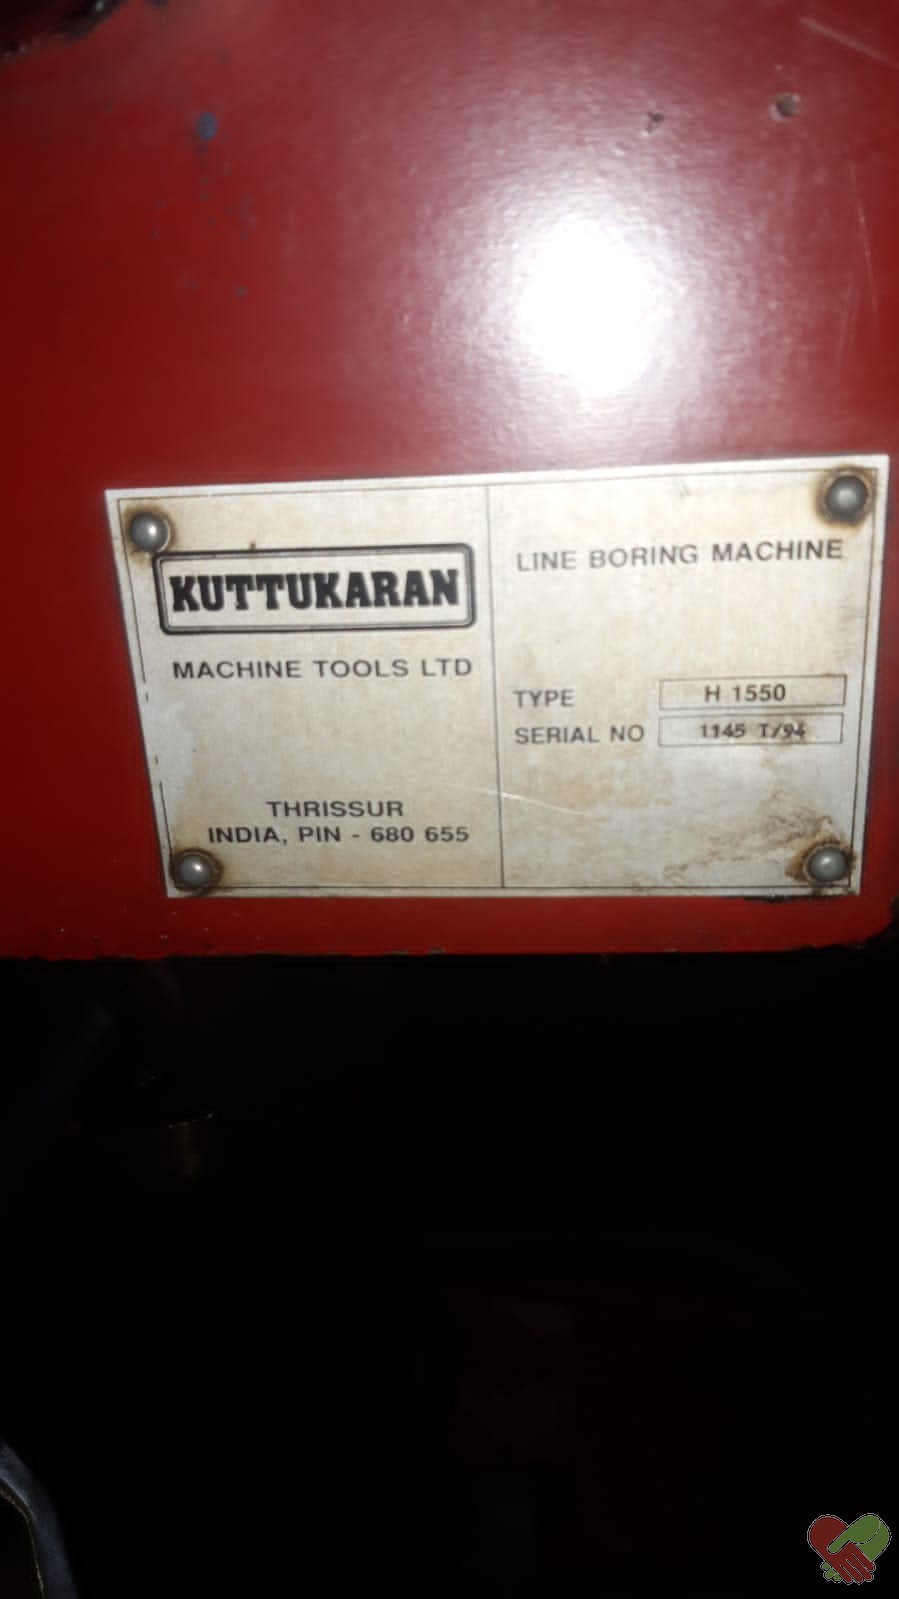 KUTTUKARAN
MACHINE TOOLS LTD
THRISSUR
INDIA, PIN - 680 655
LINE BORING MACHINE
TYPE H 1550
SERIAL NO 1145 T/94